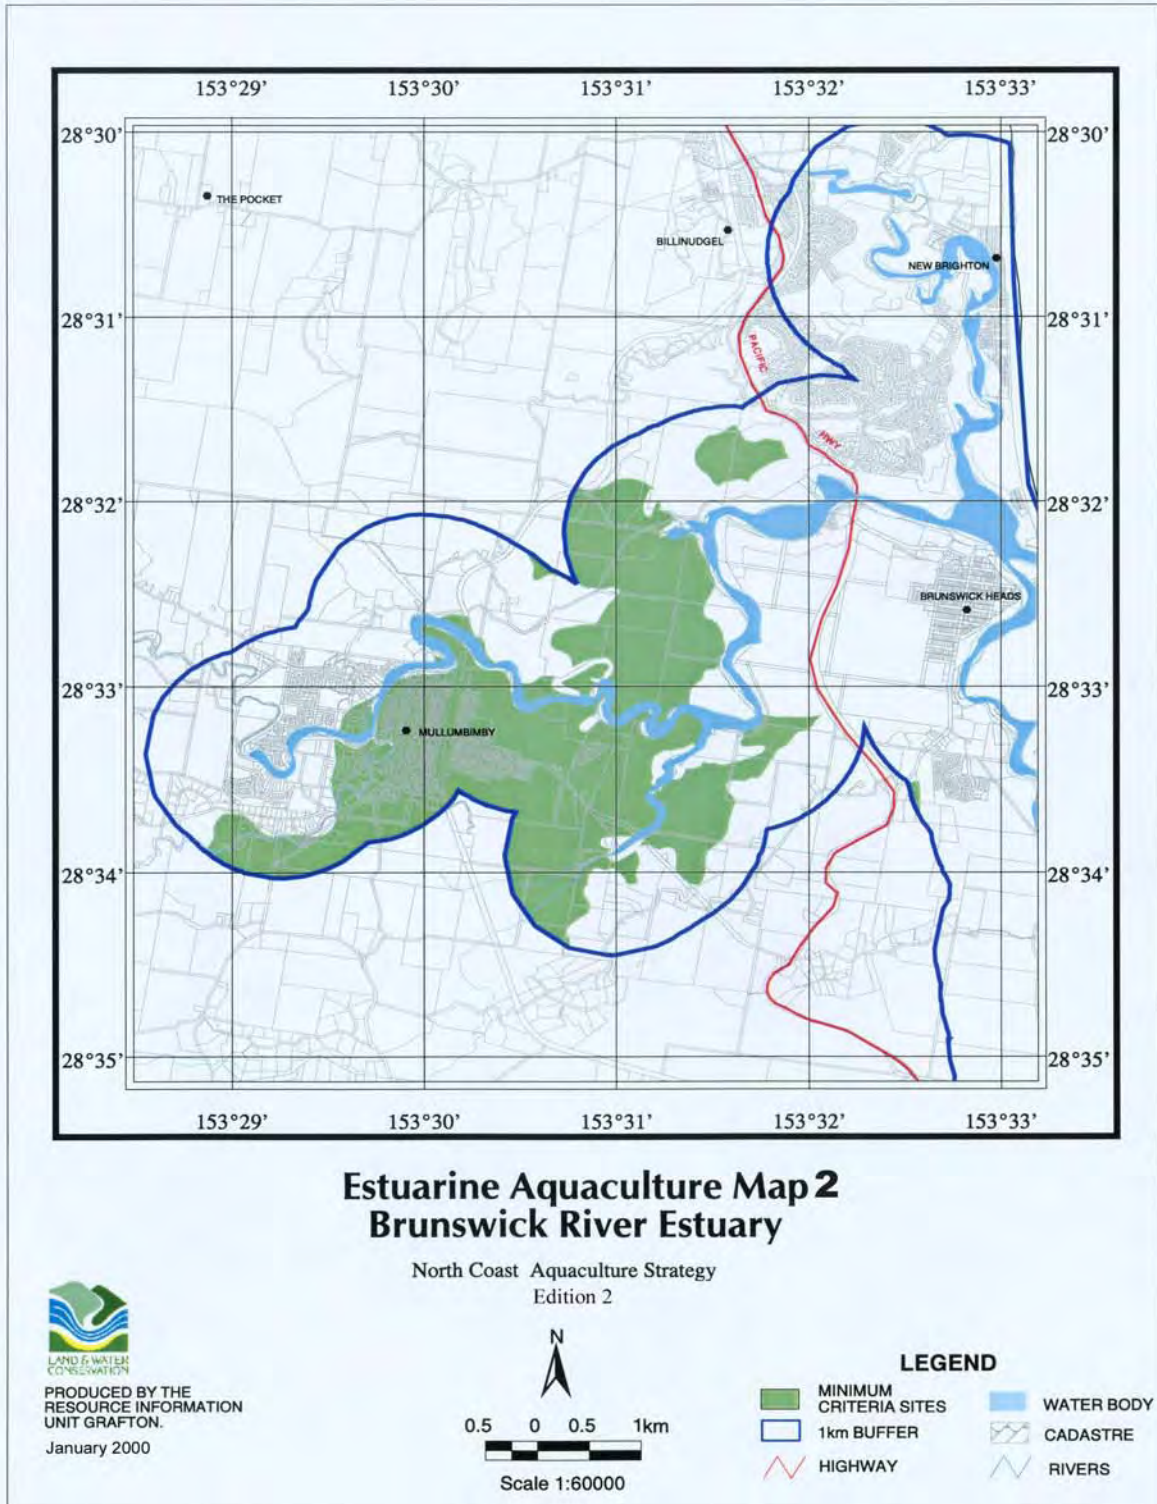 153°29' 153°30' 153°31' 153°32' 153°33'
28°30' 28°30'
THE POCKET
BILLINUDGEL
NEW BRIGHTON
28°31' 28°31'
PACIFIC
HWY
28°32' 28°32'
BRUNSWICK HEADS
28°33' 28°33'
MULLUMBIMBY
28°34' 28°34'
28°35' 28°35'
153°29' 153°30' 153°31' 153°32' 153°33'
Estuarine Aquaculture Map 2
Brunswick River Estuary
North Coast Aquaculture Strategy
Edition 2
LAND & WATER
CONSERVATION
PRODUCED BY THE
RESOURCE INFORMATION
UNIT GRAFTON.
January 2000
N
0.5 0 0.5 1km
Scale 1:60000
LEGEND
MINIMUM
CRITERIA SITES
1km BUFFER
HIGHWAY
WATER BODY
CADASTRE
RIVERS